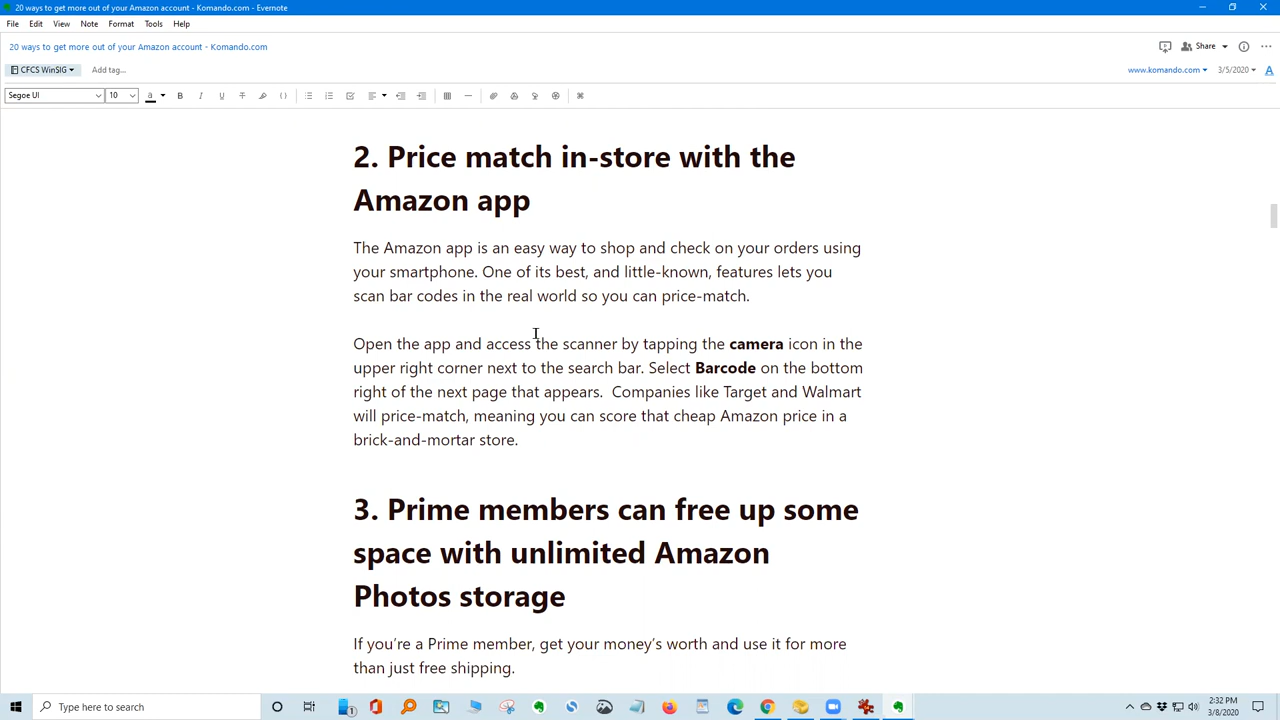 20 ways to get more out of your Amazon account - Komando.com - Evernote
File Edit View Note Format Tools Help
20 ways to get more out of your Amazon account - Komando.com
Share
CFCS WinSIG Add tag...
www.komando.com 3/5/2020
Segoe UI 10
2. Price match in-store with the
Amazon app
The Amazon app is an easy way to shop and check on your orders using
your smartphone. One of its best, and little-known, features lets you
scan bar codes in the real world so you can price-match.
Open the app and access the scanner by tapping the camera icon in the
upper right corner next to the search bar. Select Barcode on the bottom
right of the next page that appears.  Companies like Target and Walmart
will price-match, meaning you can score that cheap Amazon price in a
brick-and-mortar store.
3. Prime members can free up some
space with unlimited Amazon
Photos storage
If you’re a Prime member, get your money’s worth and use it for more
than just free shipping.
Type here to search
2:32 PM
3/8/2020